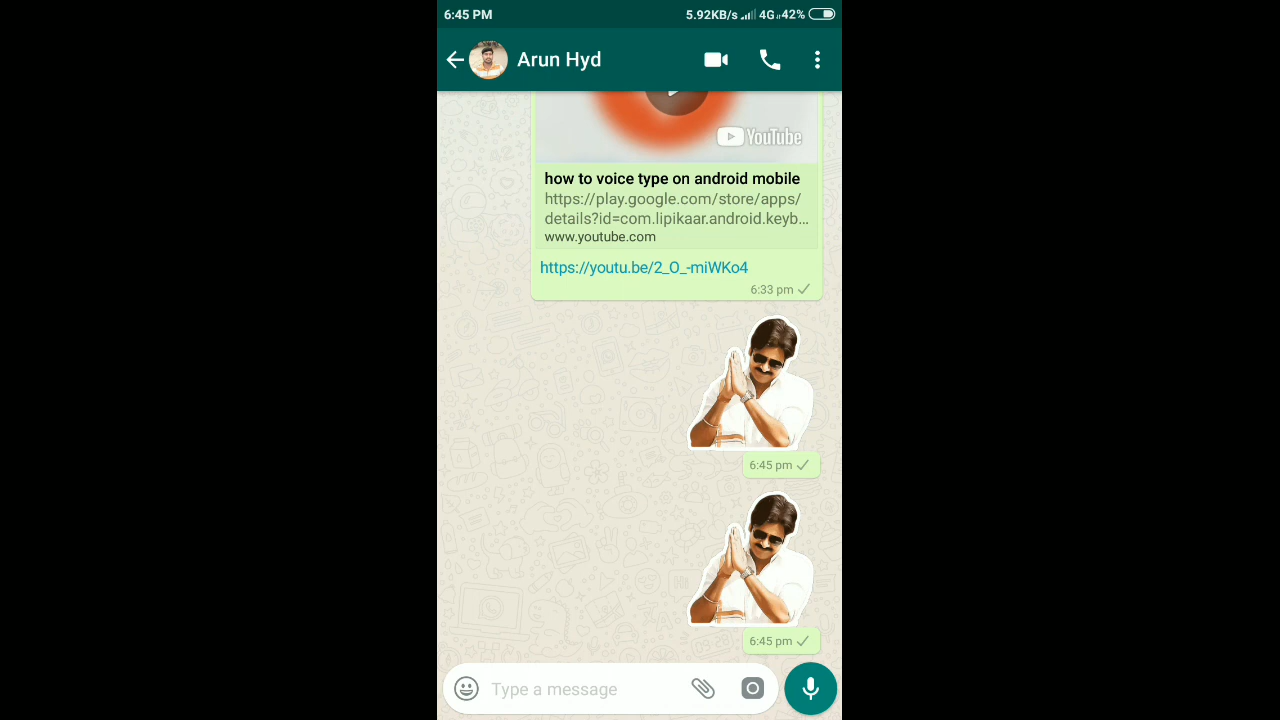 6:45 PM
5.92KB/s 4G 42%
Arun Hyd
YouTube
how to voice type on android mobile
https://play.google.com/store/apps/
details?id=com.lipikaar.android.keyb...
www.youtube.com
https://youtu.be/2_O_-miWKo4
6:33 pm
6:45 pm
6:45 pm
Type a message